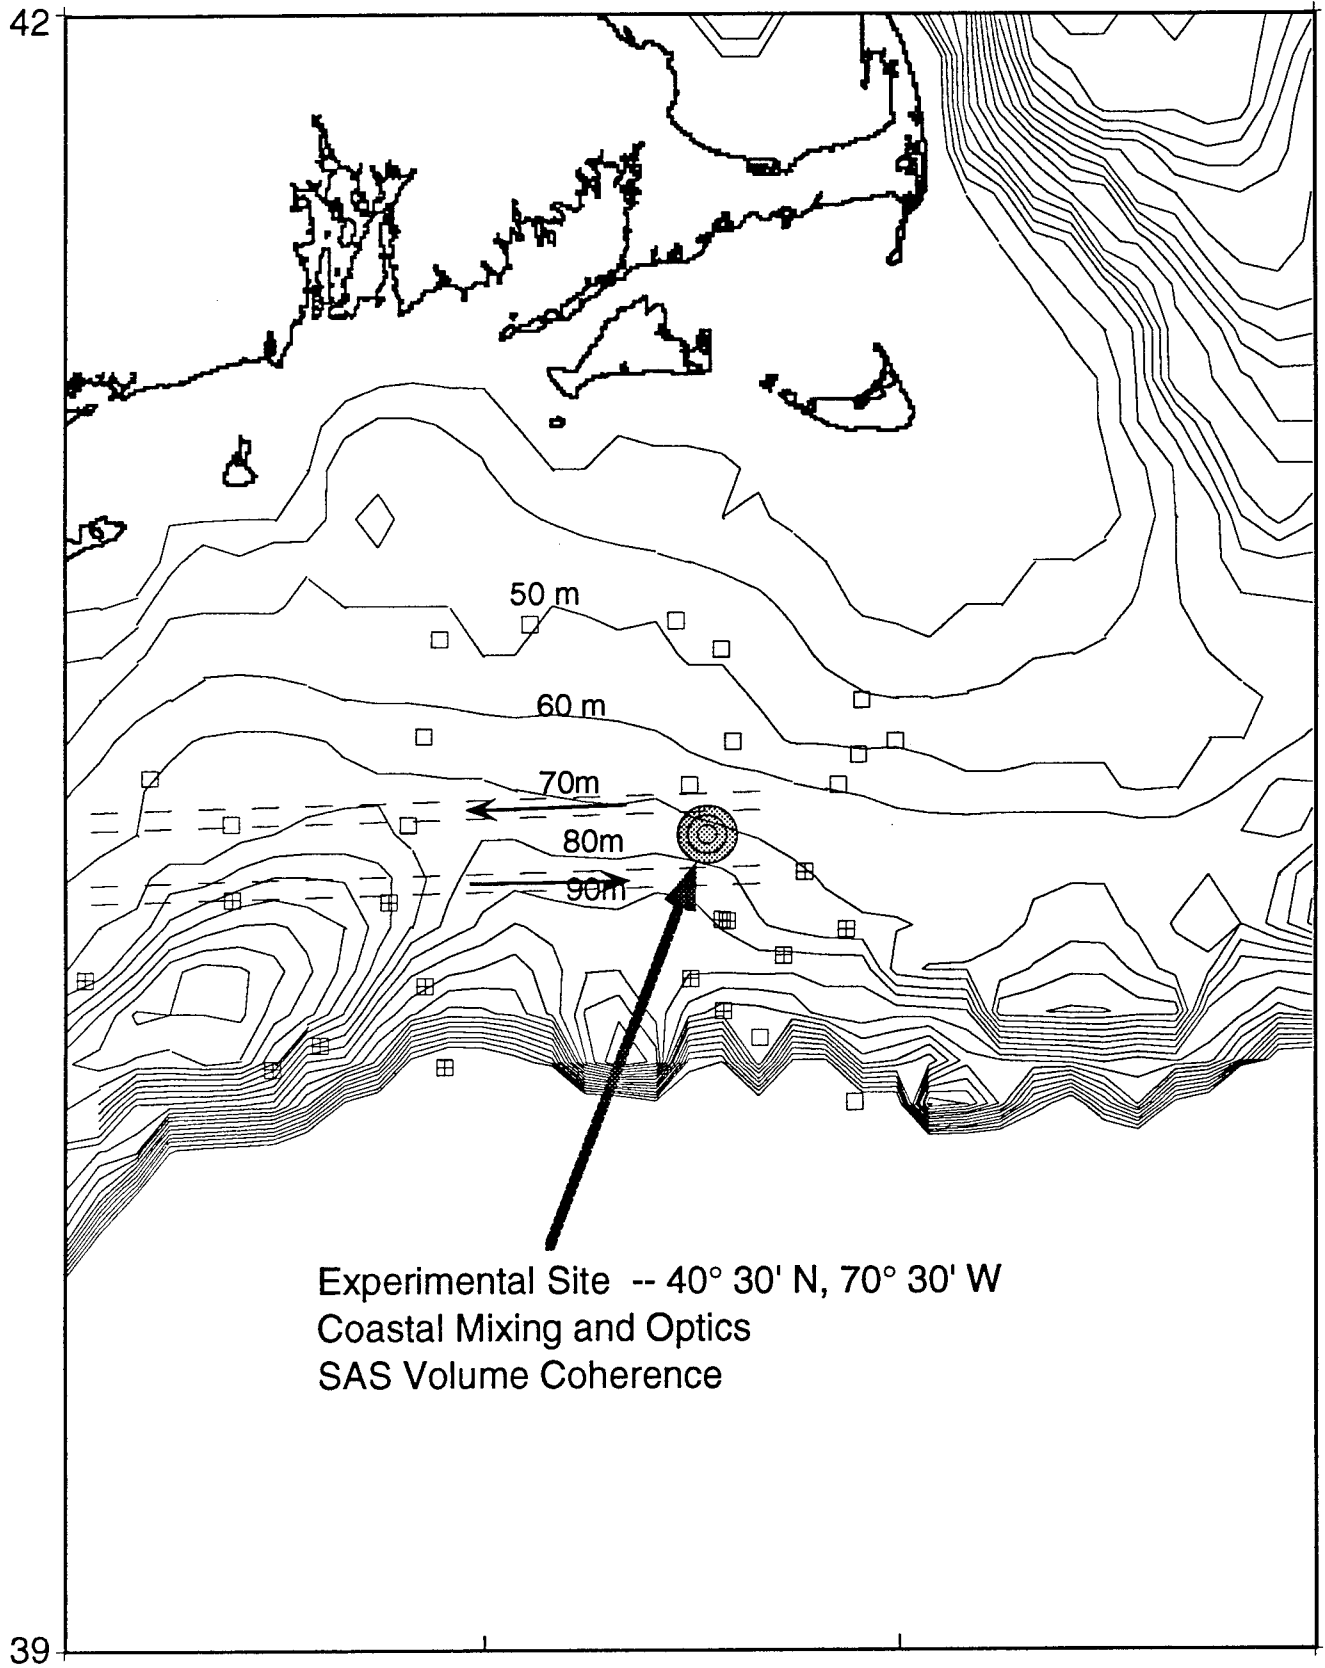 42
50 m
60 m
70m
80m
90m
Experimental Site -- 40° 30' N, 70° 30' W
Coastal Mixing and Optics
SAS Volume Coherence
39